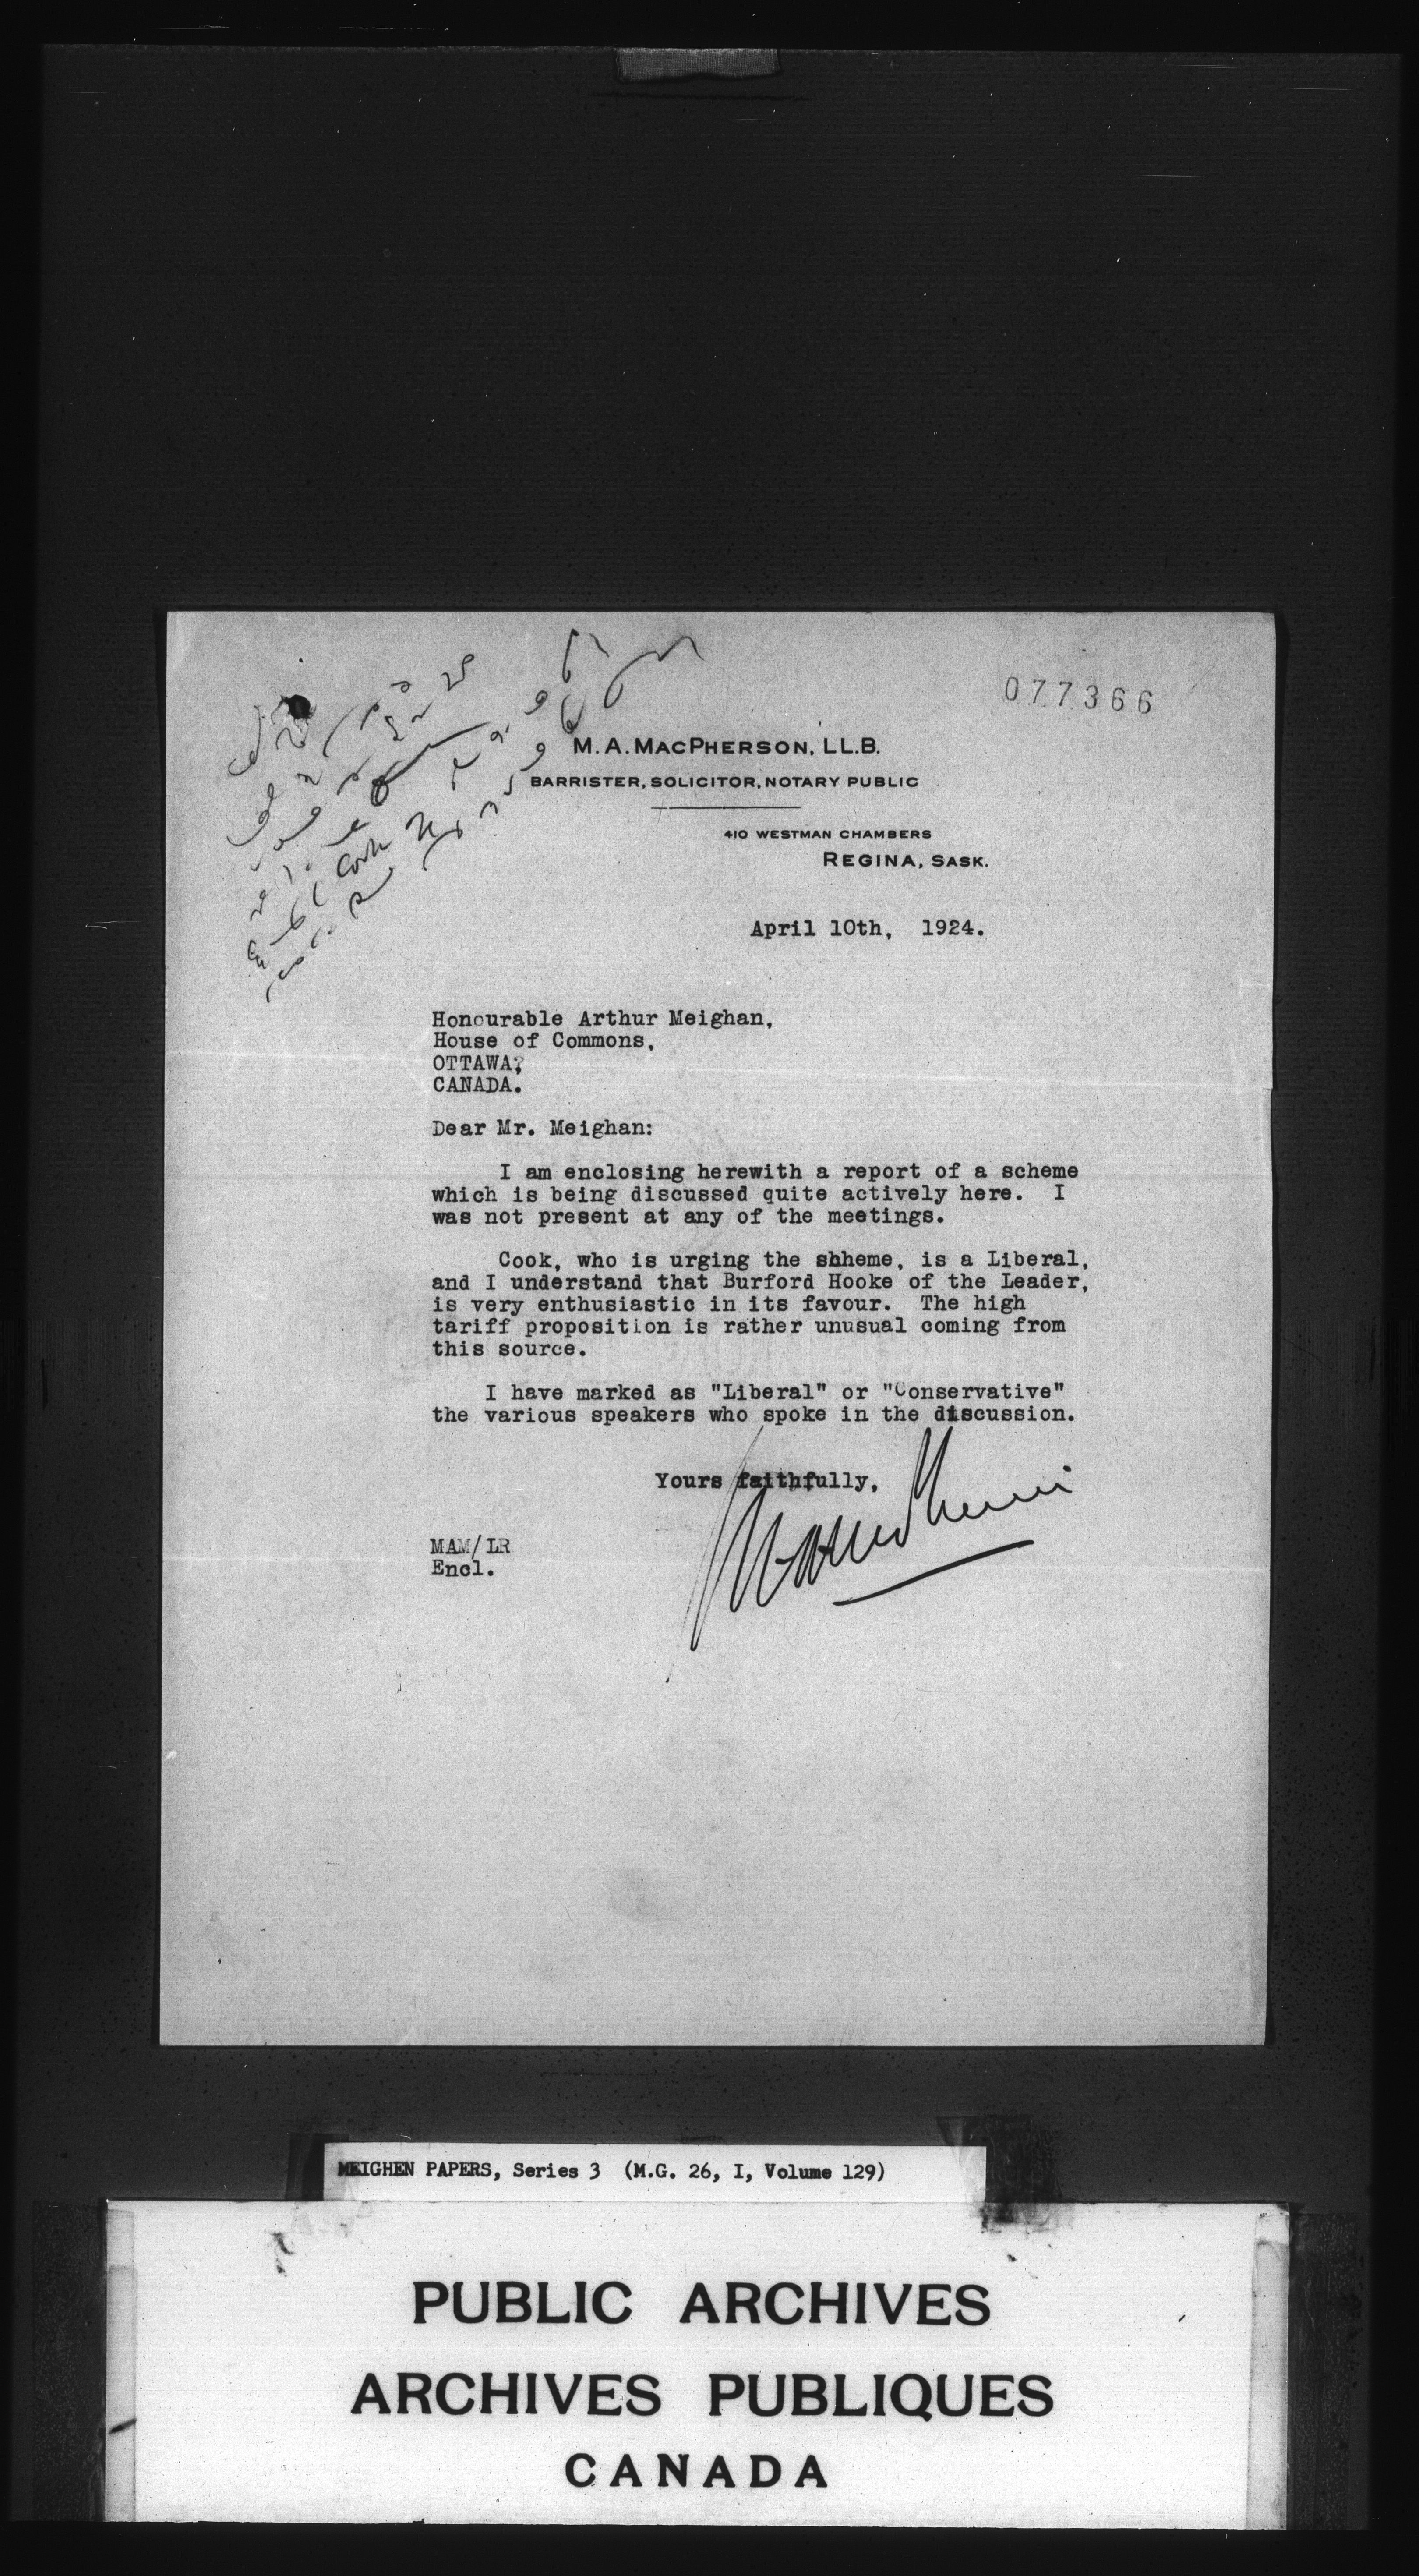 077366
M. A. MACPHERSON, LL.B.
BARRISTER, SOLICITOR, NOTARY PUBLIC
410 WESTMAN CHAMBERS
REGINA, SASK.
Cook
April 10th, 1924.
Honourable Arthur Meighan,
House of Commons,
OTTAWA,
CANADA.
Dear Mr. Meighan:
I am enclosing herewith a report of a scheme
which is being discussed quite actively here. I
was not present at any of the meetings.
Cook, who is urging the shheme, is a Liberal,
and I understand that Burford Hooke of the Leader,
is very enthusiastic in its favour. The high
tariff proposition is rather unusual coming from
this source.
I have marked as "Liberal" or "Conservative"
the various speakers who spoke in the discussion.
Yours faithfully,
MAM/LR
Encl.
MEIGHEN PAPERS, Series 3 (M.G. 26, I, Volume 129)
PUBLIC ARCHIVES
ARCHIVES PUBLIQUES
CANADA